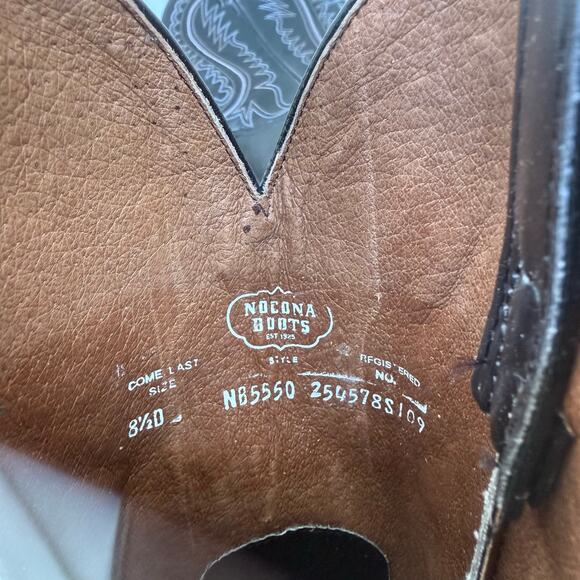 NOCONA
BOOTS
EST 1925
COME LAST
SIZE
STYLE
REGISTERED
NO.
8½D
NB5550
254578S109